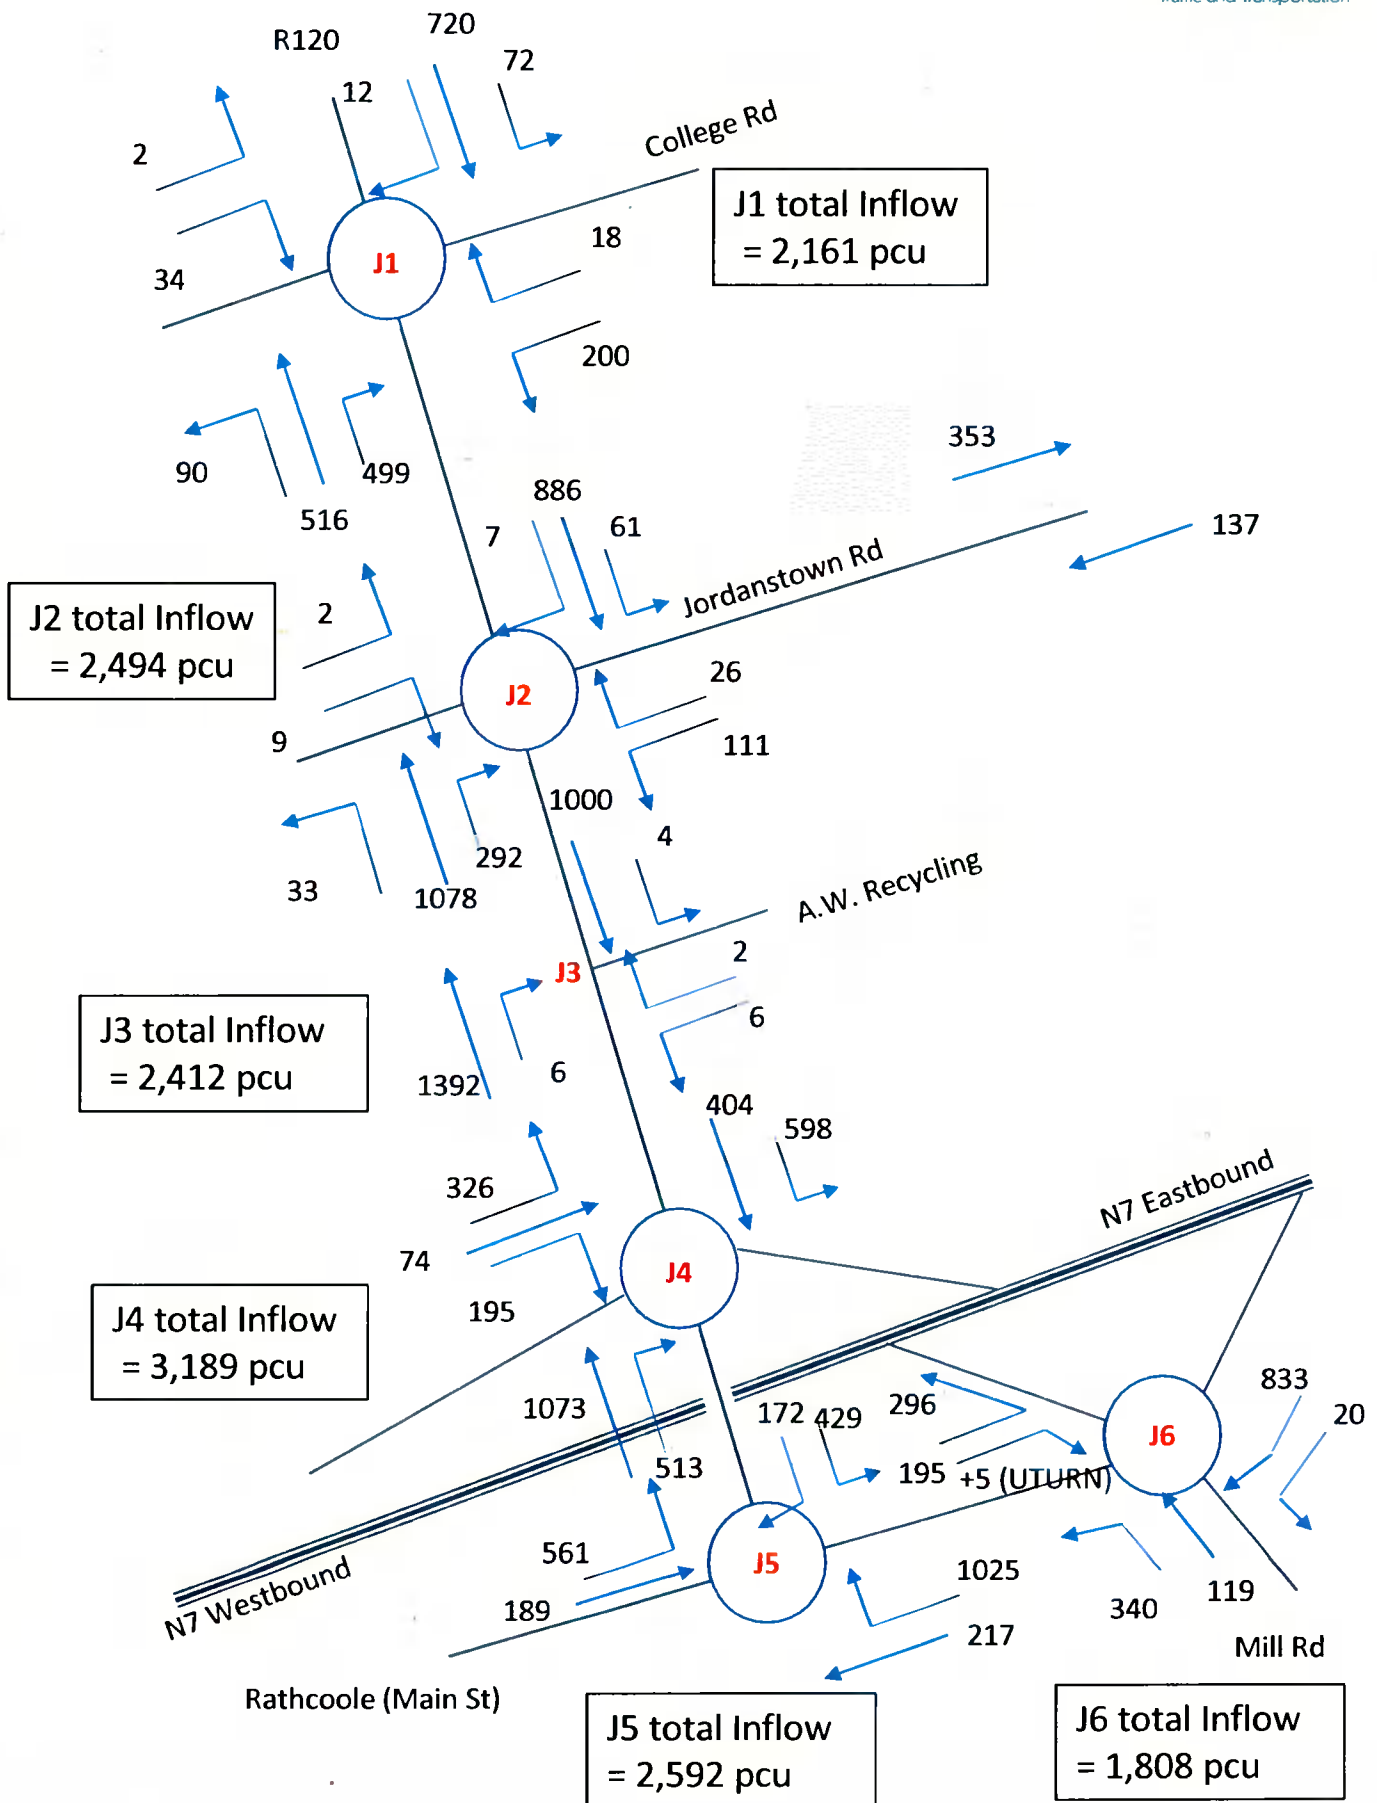 Traffic and Transportation
R120
720
72
12
2
College Rd
J1 total Inflow
= 2,161 pcu
18
J1
34
200
353
90
499
516
886
7
61
137
Jordanstown Rd
J2 total Inflow
= 2,494 pcu
2
26
J2
9
111
1000
4
292
33
1078
A.W. Recycling
2
J3
J3 total Inflow
= 2,412 pcu
6
6
1392
404
598
326
N7 Eastbound
74
J4
195
J4 total Inflow
= 3,189 pcu
833
1073
172
429
296
20
J6
513
195 +5 (UTURN)
561
J5
1025
N7 Westbound
189
340
119
217
Mill Rd
Rathcoole (Main St)
J5 total Inflow
= 2,592 pcu
J6 total Inflow
= 1,808 pcu